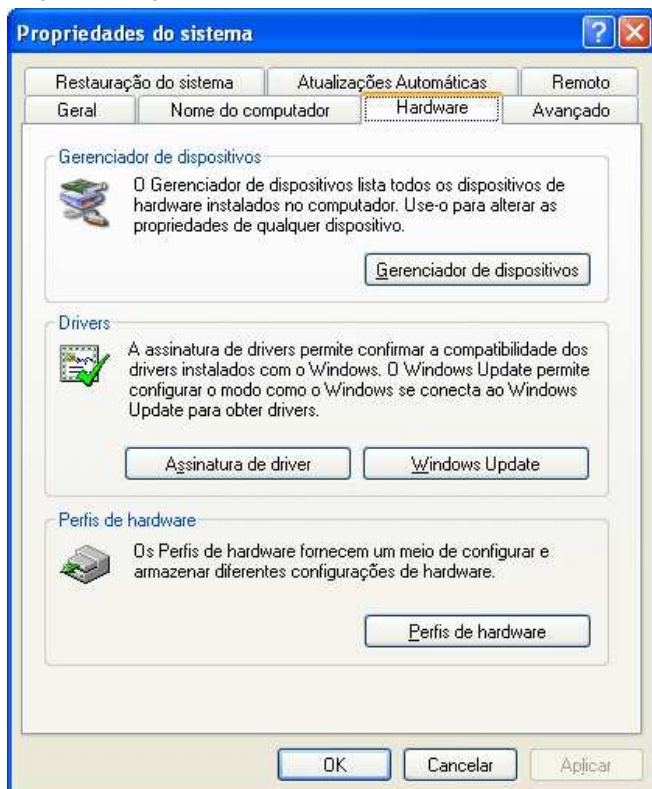 Propriedades do sistema
Restauração do sistema
Atualizações Automáticas
Remoto
Geral
Nome do computador
Hardware
Avançado
Gerenciador de dispositivos
O Gerenciador de dispositivos lista todos os dispositivos de
hardware instalados no computador. Use-o para alterar as
propriedades de qualquer dispositivo.
Gerenciador de dispositivos
Drivers
A assinatura de drivers permite confirmar a compatibilidade dos
drivers instalados com o Windows. O Windows Update permite
configurar o modo como o Windows se conecta ao Windows
Update para obter drivers.
Assinatura de driver
Windows Update
Perfis de hardware
Os Perfis de hardware fornecem um meio de configurar e
armazenar diferentes configurações de hardware.
Perfis de hardware
OK
Cancelar
Aplicar